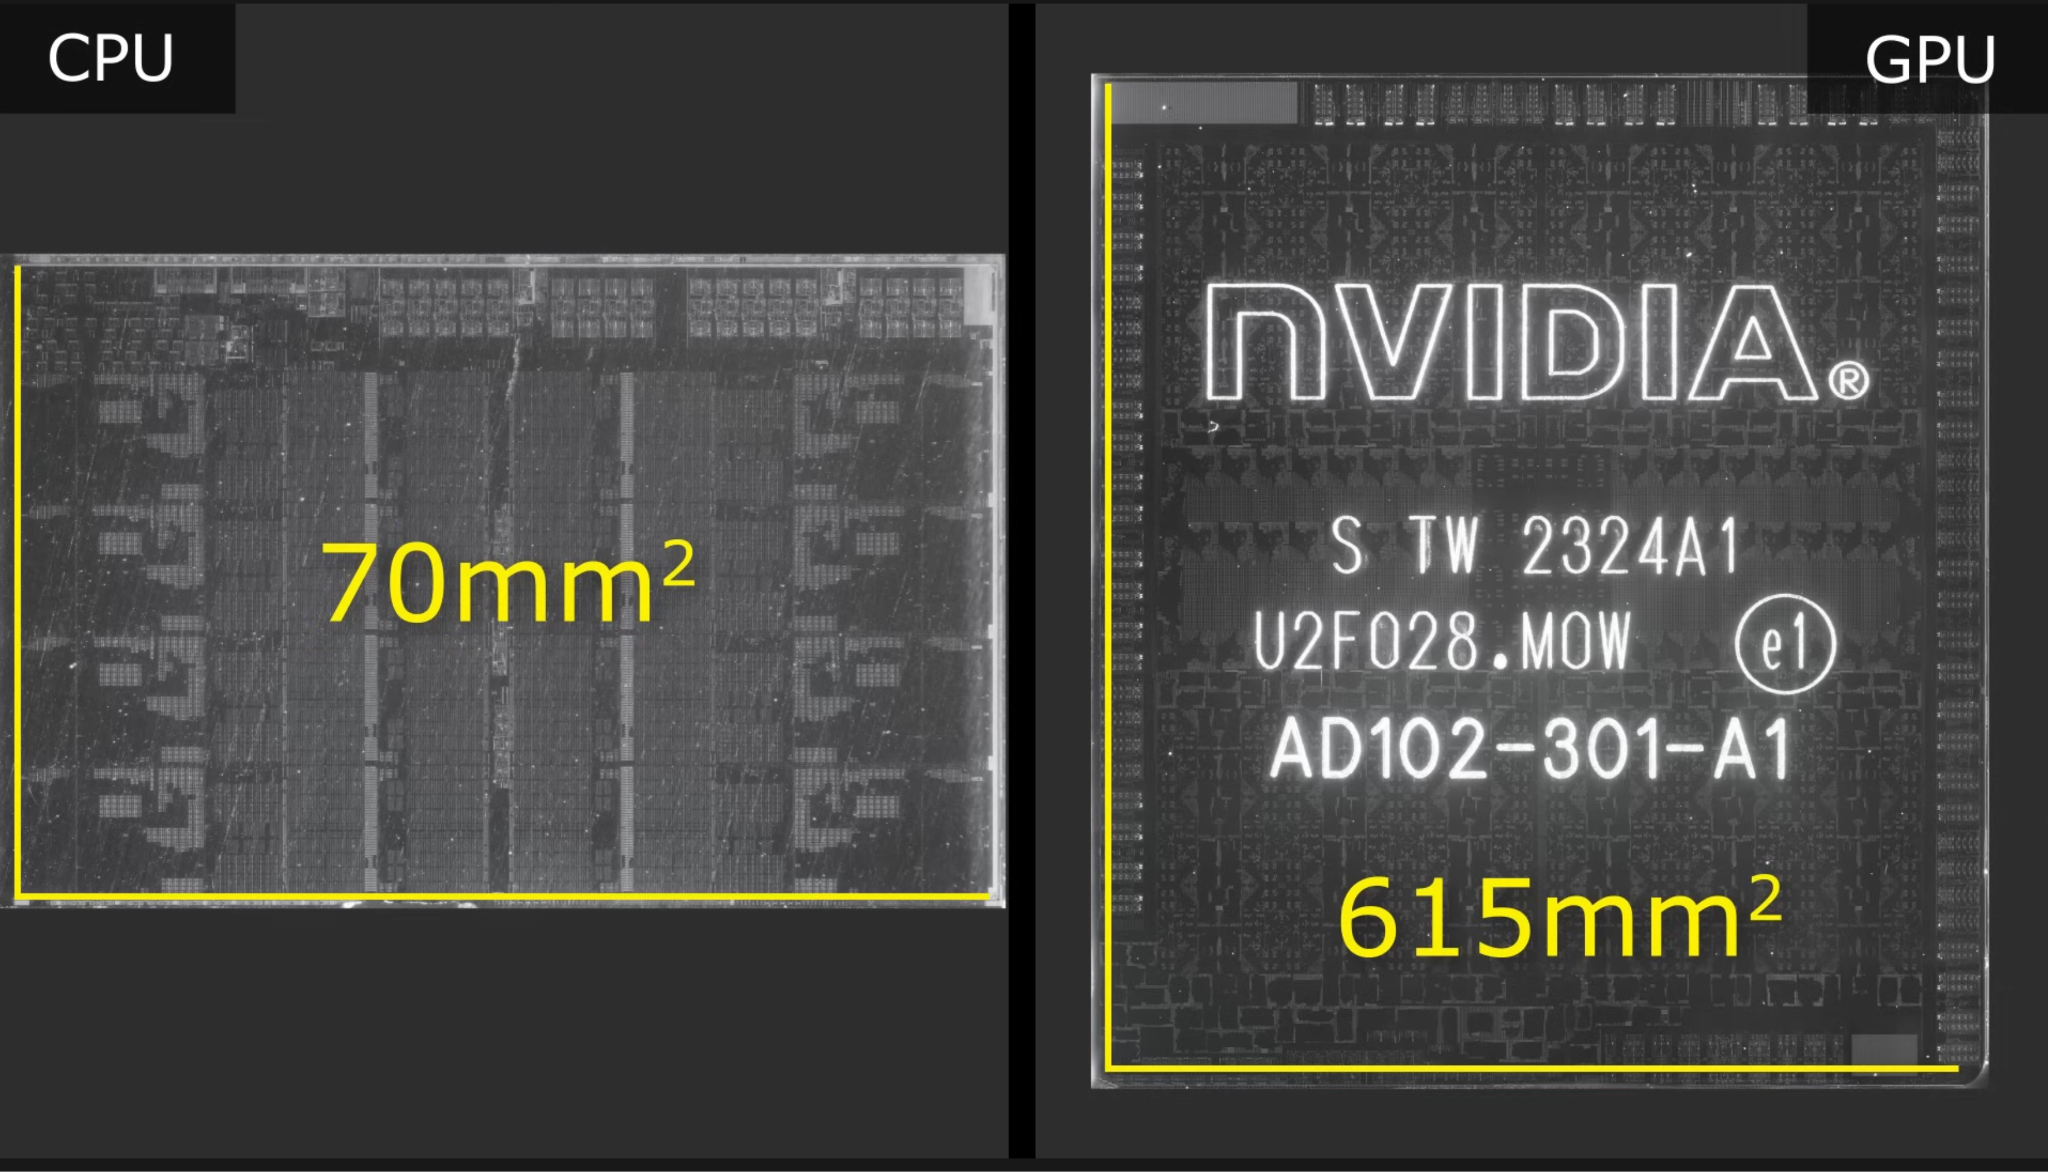 CPU
70mm²
GPU
nVIDIA®
S TW 2324A1
U2F028.M0W e1
AD102-301-A1
615mm²